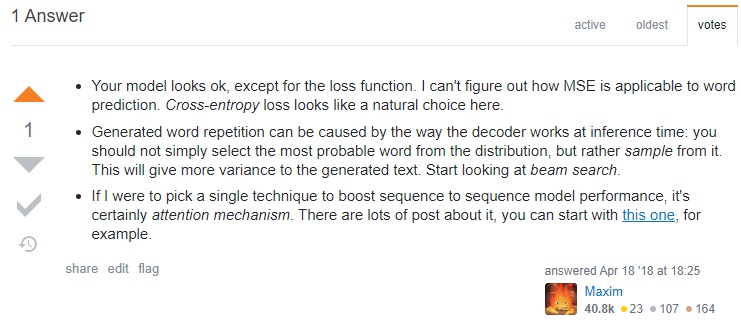 1 Answer
active oldest votes
Your model looks ok, except for the loss function. I can't figure out how MSE is applicable to word
prediction. Cross-entropy loss looks like a natural choice here.
1
Generated word repetition can be caused by the way the decoder works at inference time: you
should not simply select the most probable word from the distribution, but rather sample from it.
This will give more variance to the generated text. Start looking at beam search.
If I were to pick a single technique to boost sequence to sequence model performance, it's
certainly attention mechanism. There are lots of post about it, you can start with this one, for
example.
share edit flag
answered Apr 18 '18 at 18:25
Maxim
40.8k 23 107 164